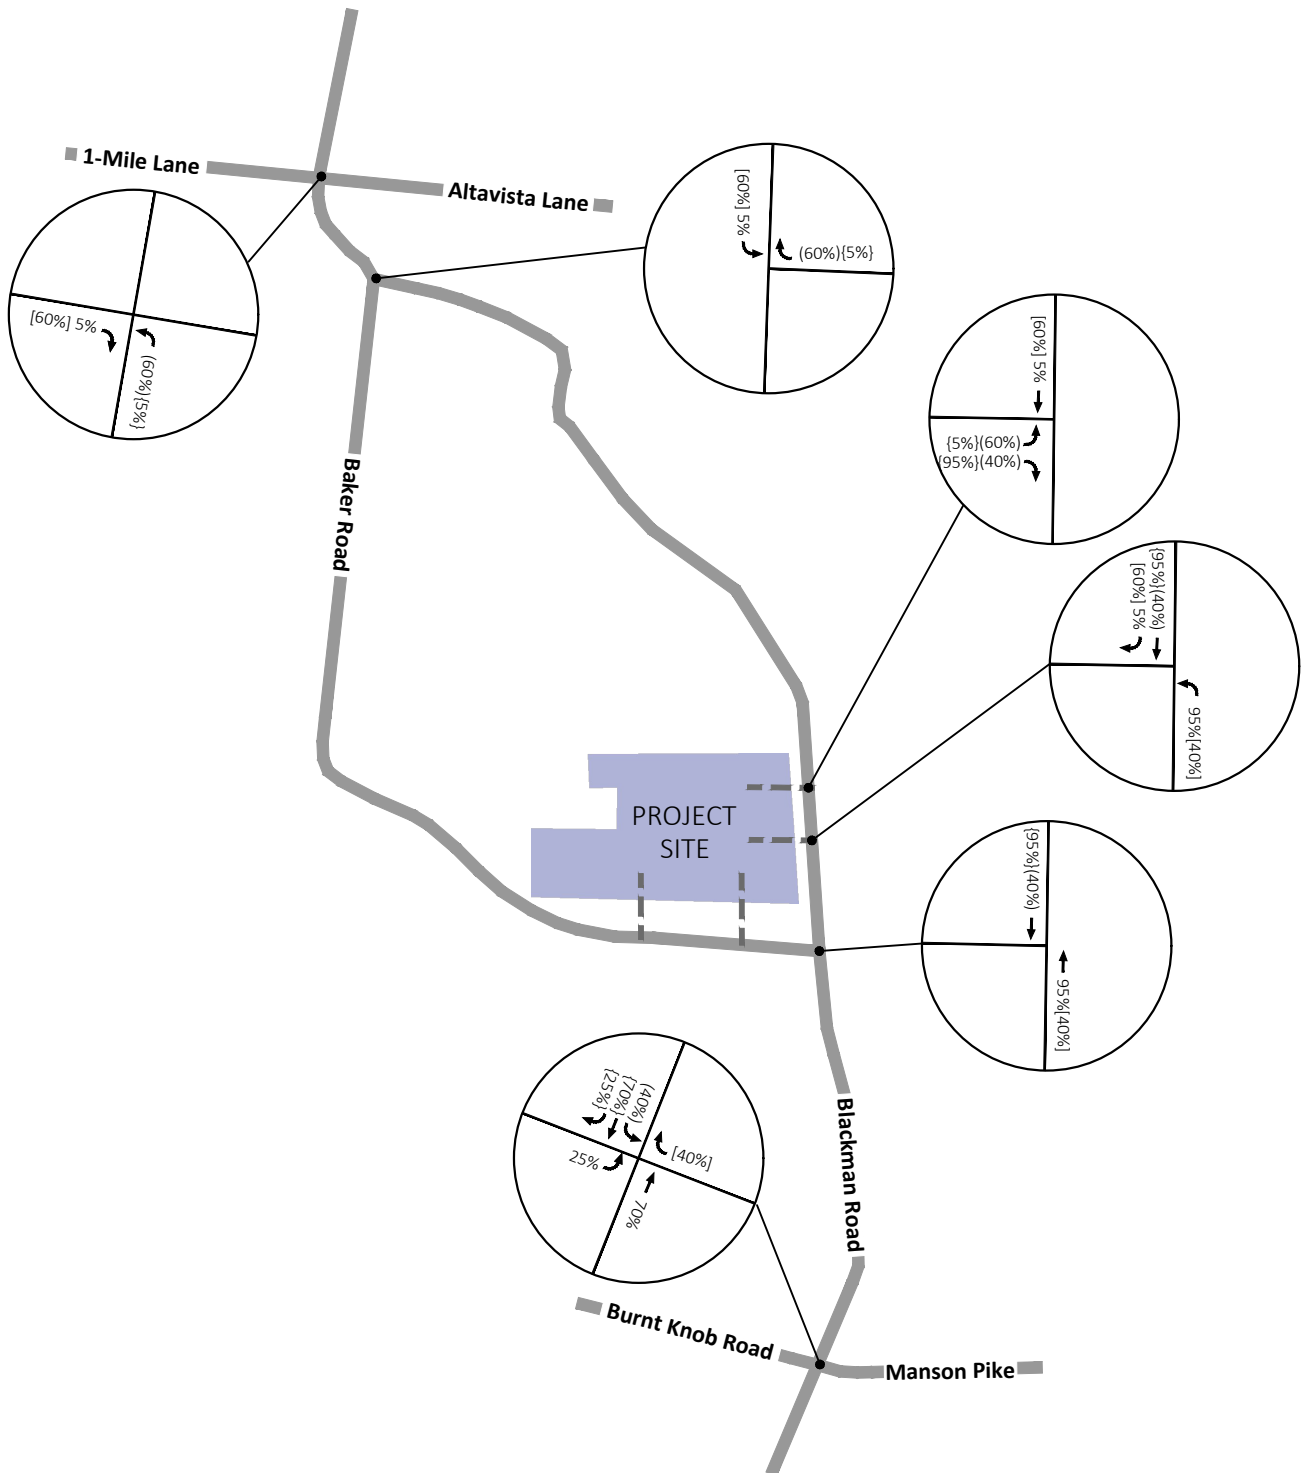 1-Mile Lane
Altavista Lane
[60%] 5%
(60%){5%}
[60%] 5%
(60%){5%}
[60%] 5%
{5%}(60%)
{95%}(40%)
Baker Road
{95%}(40%)
[60%] 5%
95%[40%]
PROJECT
SITE
{95%}(40%)
95%[40%]
(40%)
{70%}
{25%}
25%
[40%]
70%
Blackman Road
Burnt Knob Road
Manson Pike